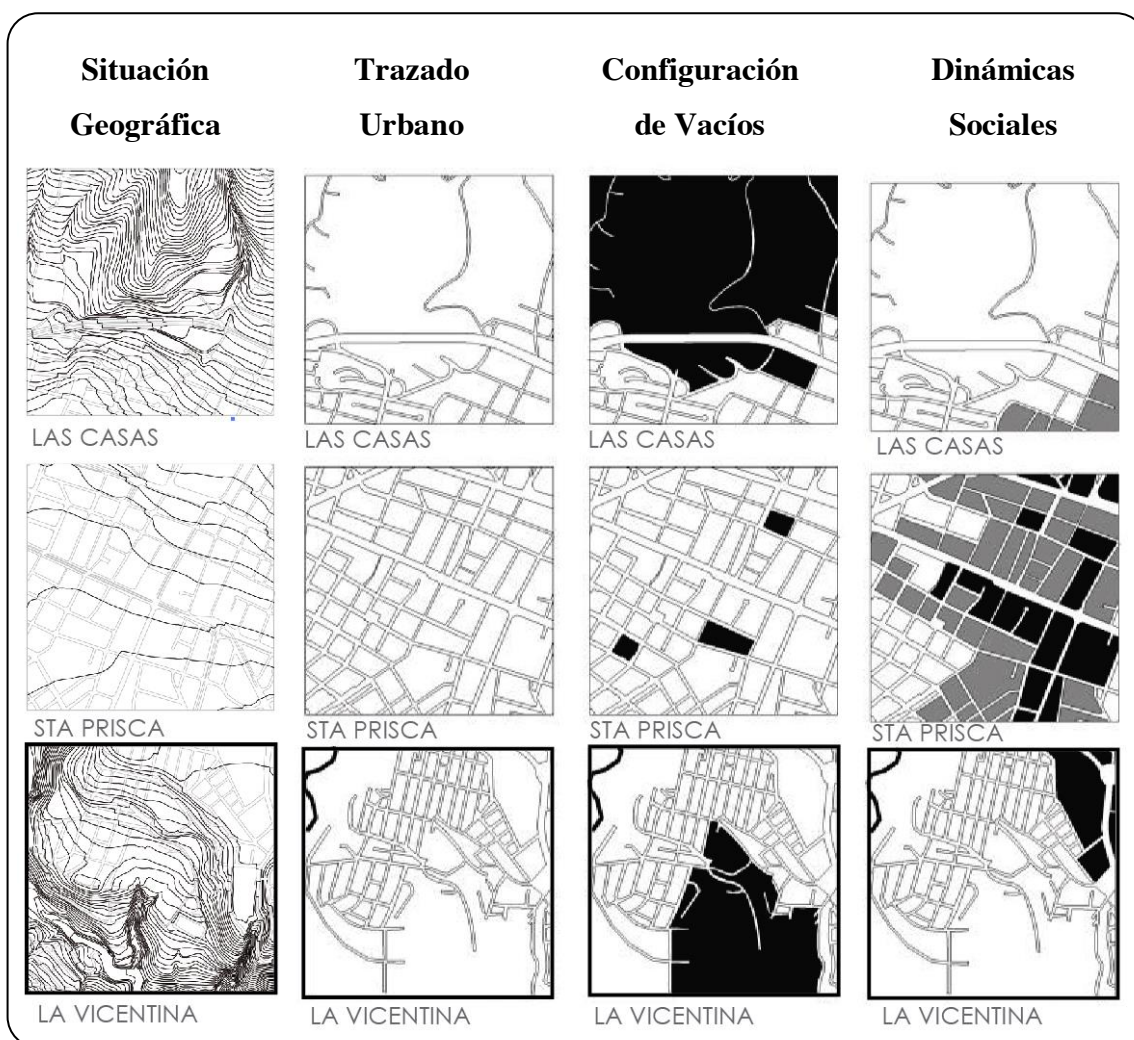 Situación
Geográfica
Trazado
Urbano
Configuración
de Vacíos
Dinámicas
Sociales
LAS CASAS
LAS CASAS
LAS CASAS
LAS CASAS
STA PRISCA
STA PRISCA
STA PRISCA
STA PRISCA
LA VICENTINA
LA VICENTINA
LA VICENTINA
LA VICENTINA